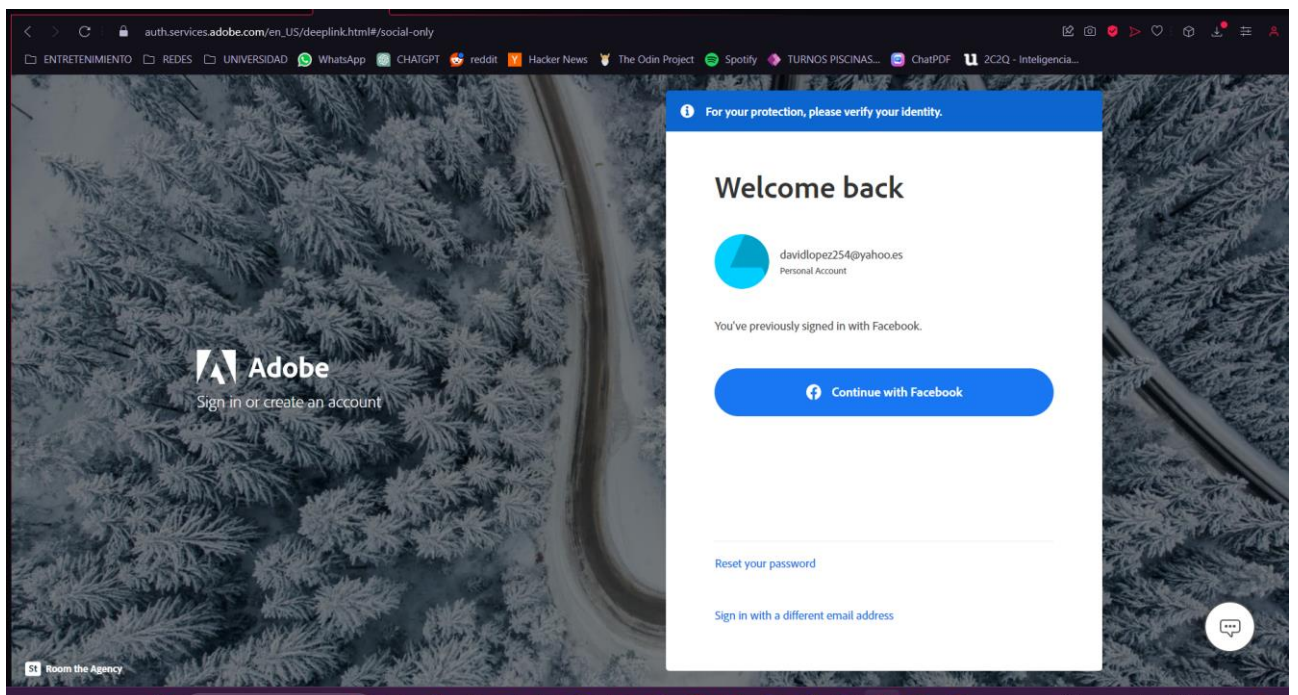 auth.services.adobe.com/en_US/deeplink.html#/social-only
ENTRETENIMIENTO REDES UNIVERSIDAD WhatsApp CHATGPT reddit Hacker News The Odin Project Spotify TURNOS PISCINAS... ChatPDF 2C2Q - Inteligencia...
For your protection, please verify your identity.
Welcome back
davidlopez254@yahoo.es
Personal Account
You've previously signed in with Facebook.
Continue with Facebook
Adobe
Sign in or create an account
Reset your password
Sign in with a different email address
St Room the Agency